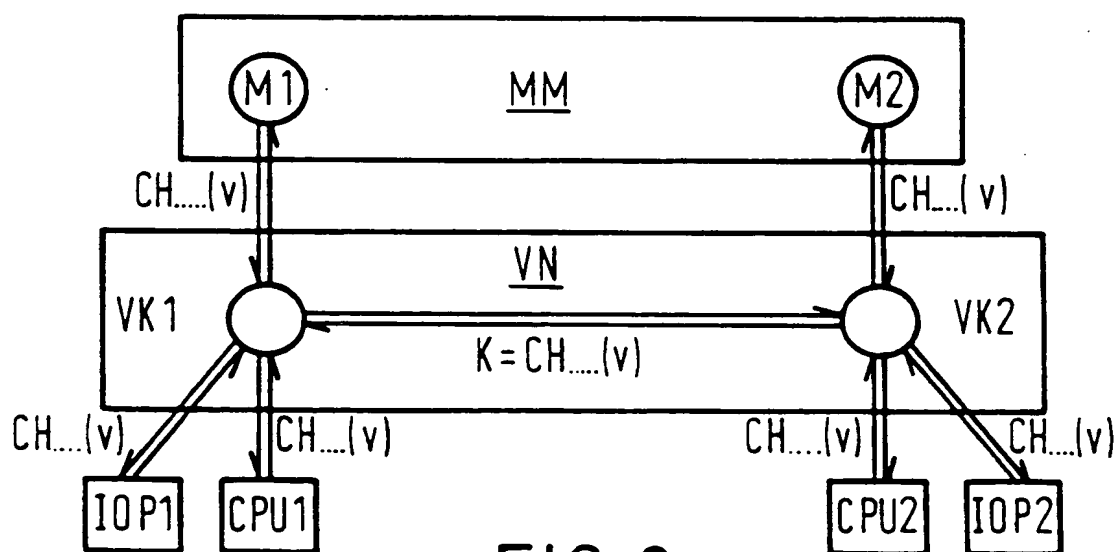 M1 MM M2
CH.....(v) CH....(v)
VN
VK1 VK2
K=CH.....(v)
CH....(v) CH....(v) CH....(v) CH....(v)
IOP1 CPU1 CPU2 IOP2